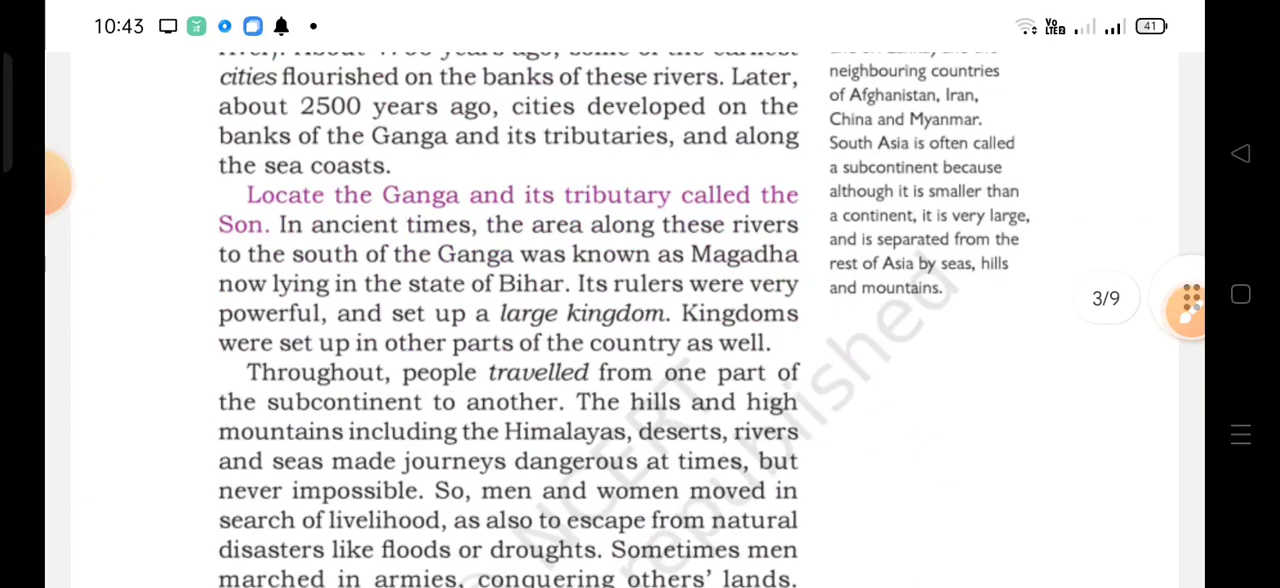 10:43
Vo
LTE 2
41
cities flourished on the banks of these rivers. Later,
about 2500 years ago, cities developed on the
banks of the Ganga and its tributaries, and along
the sea coasts.
Locate the Ganga and its tributary called the
Son. In ancient times, the area along these rivers
to the south of the Ganga was known as Magadha
now lying in the state of Bihar. Its rulers were very
powerful, and set up a large kingdom. Kingdoms
were set up in other parts of the country as well.
Throughout, people travelled from one part of
the subcontinent to another. The hills and high
mountains including the Himalayas, deserts, rivers
and seas made journeys dangerous at times, but
never impossible. So, men and women moved in
search of livelihood, as also to escape from natural
disasters like floods or droughts. Sometimes men
marched in armies, conquering others' lands.
neighbouring countries
of Afghanistan, Iran,
China and Myanmar.
South Asia is often called
a subcontinent because
although it is smaller than
a continent, it is very large,
and is separated from the
rest of Asia by seas, hills
and mountains.
3/9
NCERT
republished